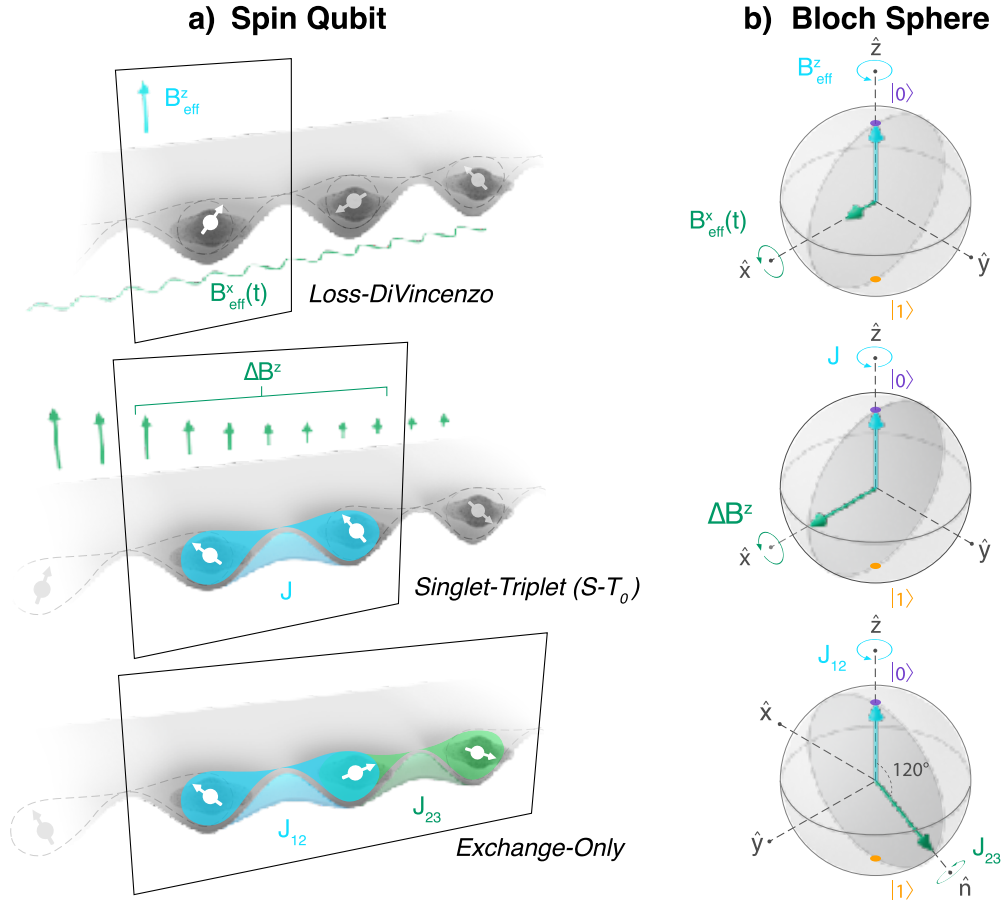 a) Spin Qubit
b) Bloch Sphere
Bᶻeff
Bˣeff(t)
Loss-DiVincenzo
Bᶻeff
ẑ
|0⟩
Bˣeff(t)
x̂
ŷ
|1⟩
ΔBᶻ
J
Singlet-Triplet (S-T₀)
J
ẑ
|0⟩
ΔBᶻ
x̂
ŷ
|1⟩
J₁₂
J₂₃
Exchange-Only
ẑ
J₁₂
|0⟩
x̂
120°
ŷ
J₂₃
|1⟩
n̂